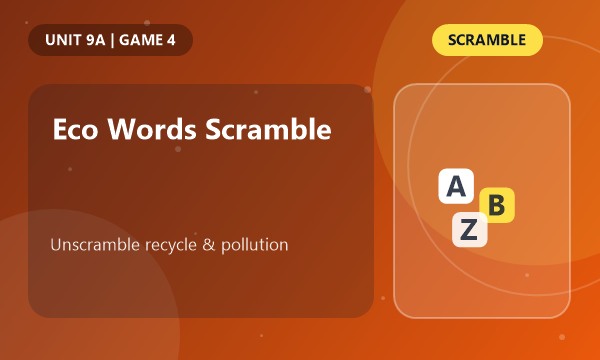 UNIT 9A | GAME 4
SCRAMBLE
Eco Words Scramble
Unscramble recycle & pollution
A
B
Z